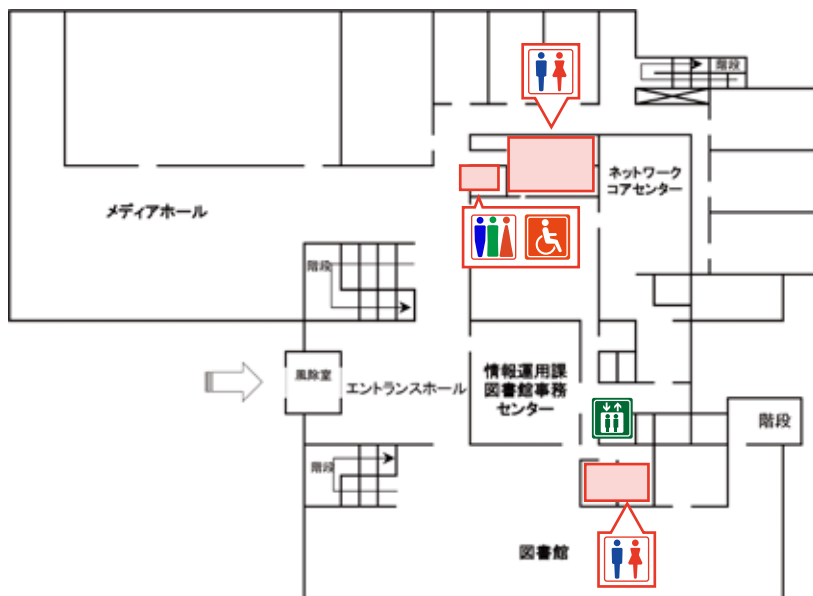 階段
ネットワーク
コアセンター
メディアホール
階段
風除室
エントランスホール
情報運用課
図書館事務
センター
階段
階段
図書館